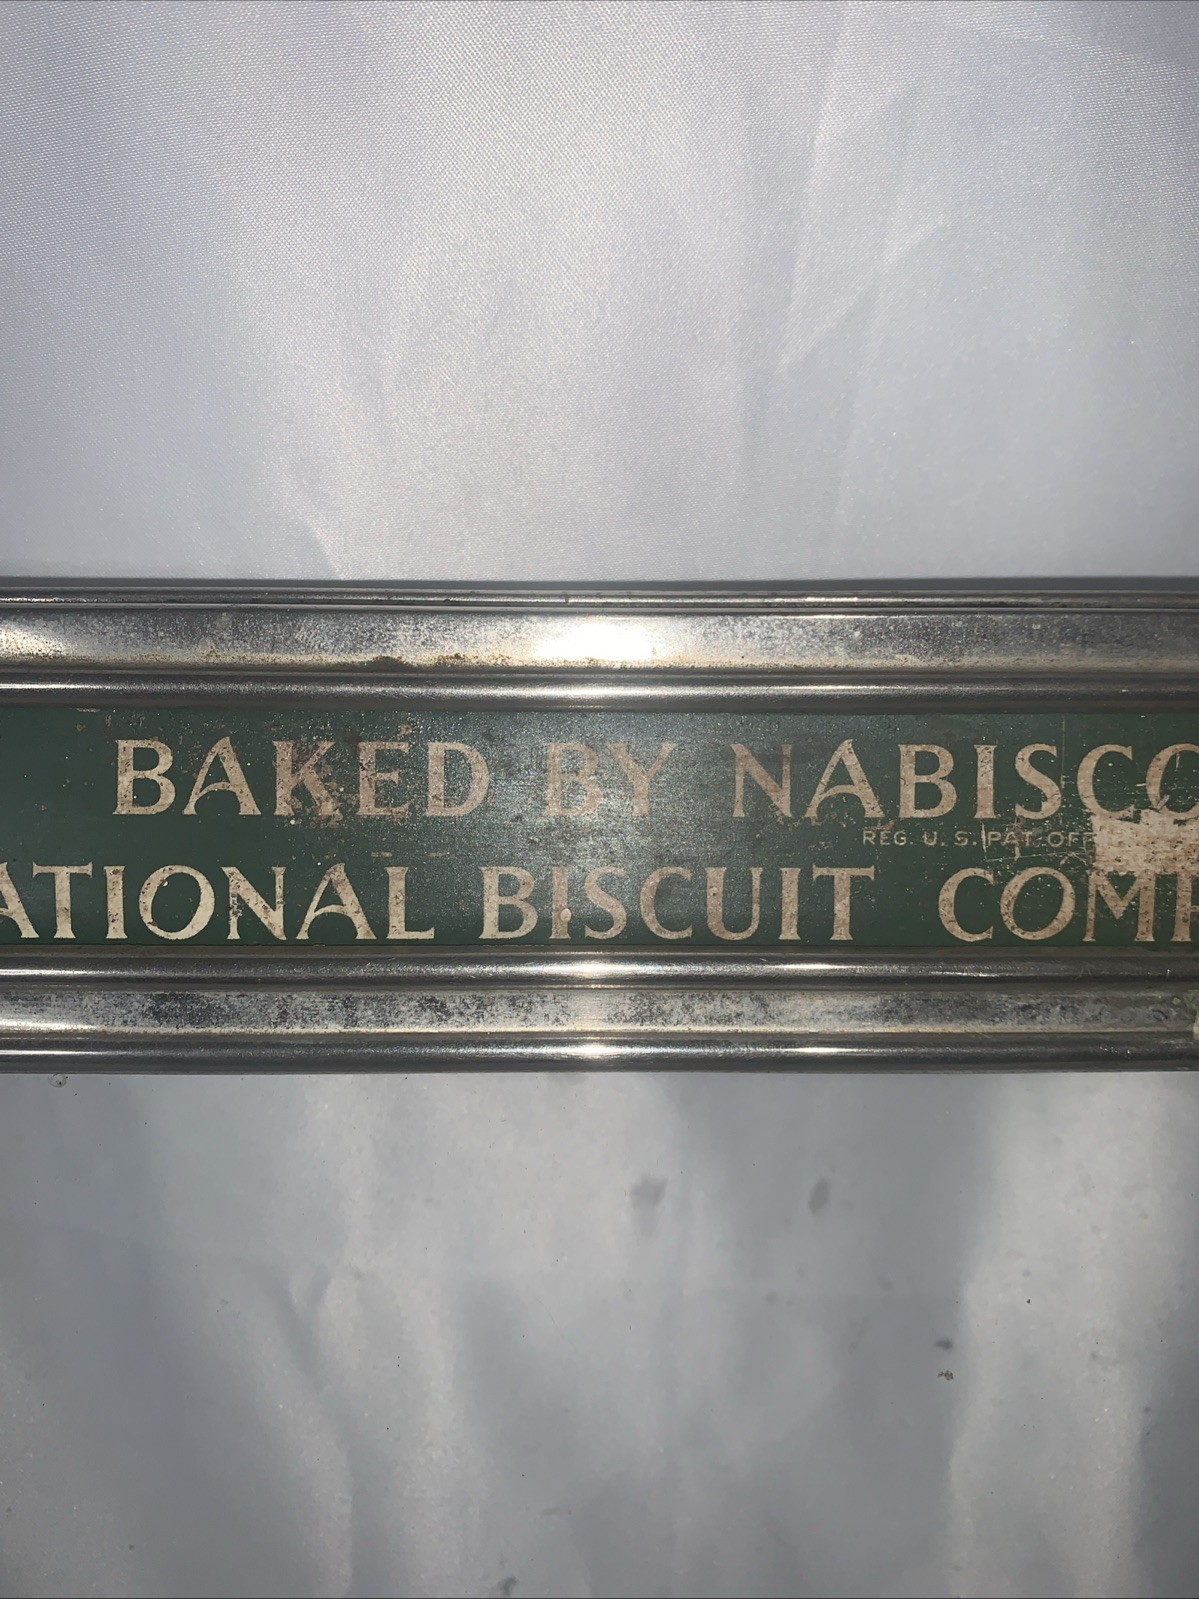 BAKED BY NABISCO
REG. U. S. PAT. OFF
ATIONAL BISCUIT COMP